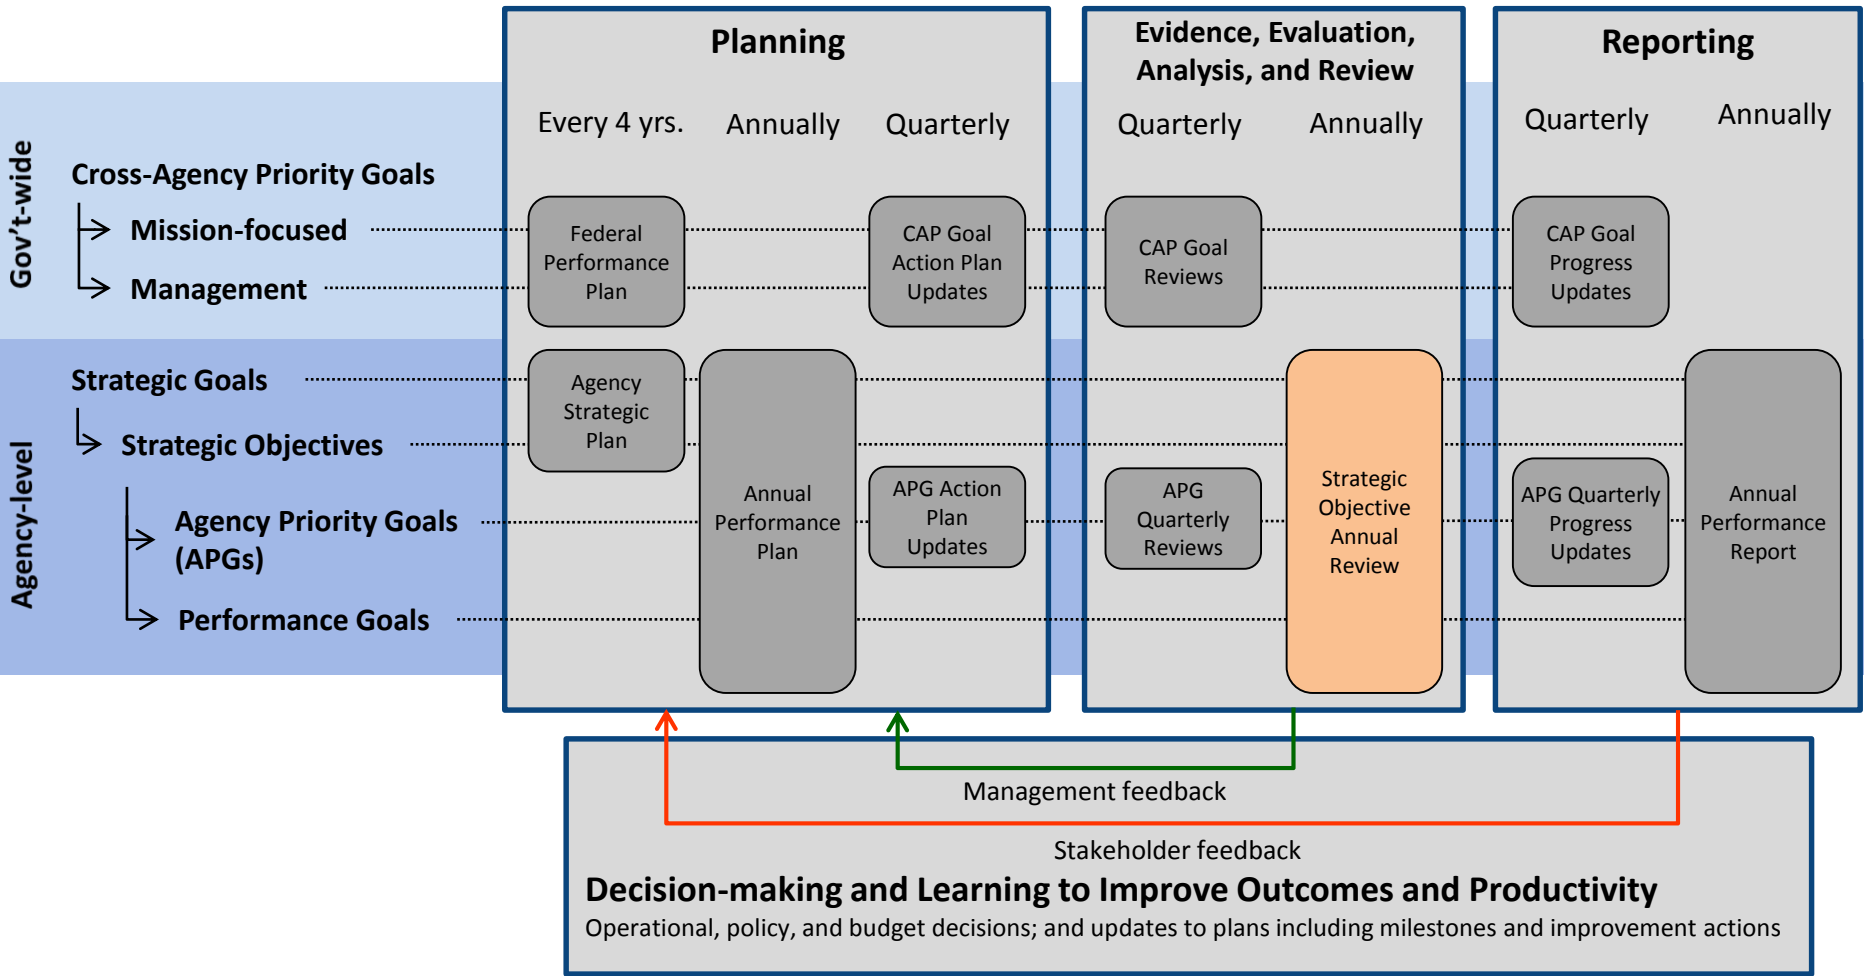 Planning
Evidence, Evaluation,
Analysis, and Review
Reporting
Every 4 yrs.
Annually
Quarterly
Quarterly
Annually
Quarterly
Annually
Gov't-wide
Cross-Agency Priority Goals
Mission-focused
Management
Federal
Performance
Plan
CAP Goal
Action Plan
Updates
CAP Goal
Reviews
CAP Goal
Progress
Updates
Agency-level
Strategic Goals
Strategic Objectives
Agency Priority Goals
(APGs)
Performance Goals
Agency
Strategic
Plan
Annual
Performance
Plan
APG Action
Plan
Updates
APG
Quarterly
Reviews
Strategic
Objective
Annual
Review
APG Quarterly
Progress
Updates
Annual
Performance
Report
Management feedback
Stakeholder feedback
Decision-making and Learning to Improve Outcomes and Productivity
Operational, policy, and budget decisions; and updates to plans including milestones and improvement actions